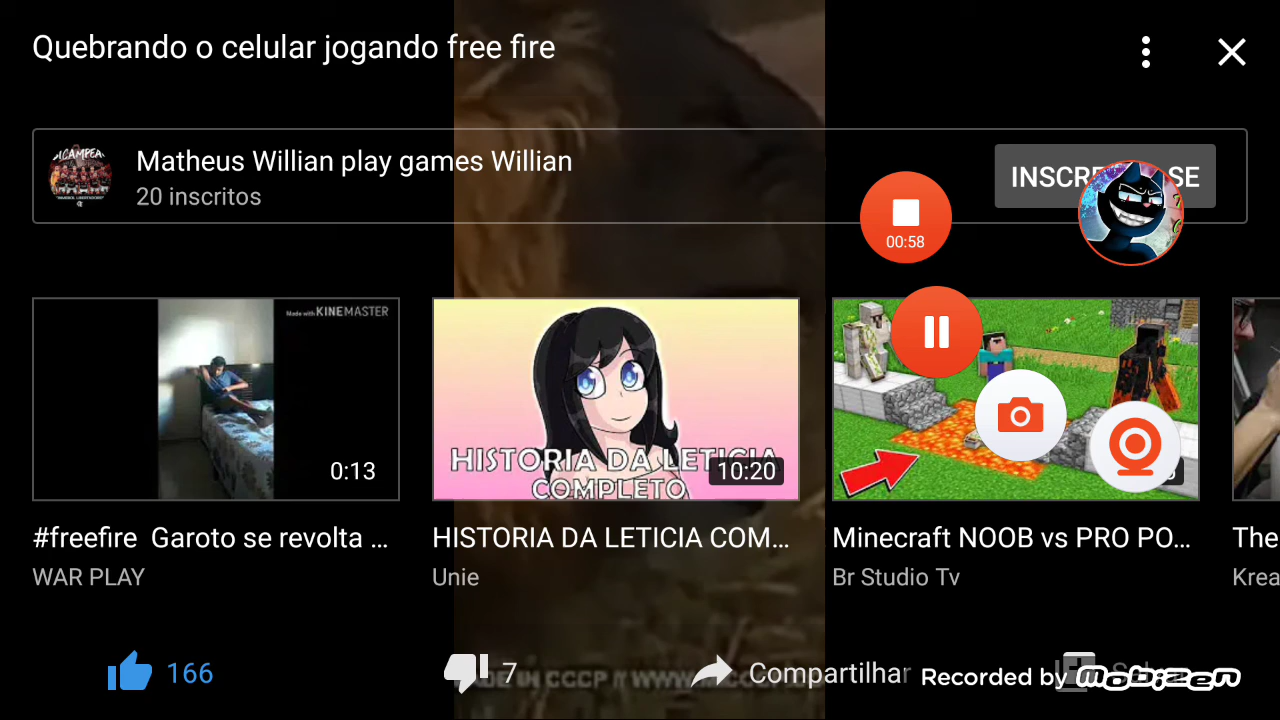 Quebrando o celular jogando free fire
Matheus Willian play games Willian
20 inscritos
SE
00:58
Made with KINEMASTER
0:13
HISTORIA DA LETICIA
COMPLETO
10:20
#freefire Garoto se revolta ...
WAR PLAY
HISTORIA DA LETICIA COM...
Unie
Minecraft NOOB vs PRO PO...
Br Studio Tv
The
Krea
166
7
Compartilhar
Recorded by mobizen